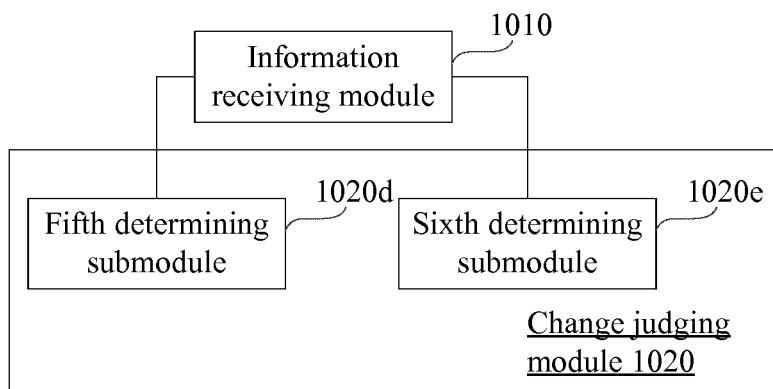 1010
Information
receiving module
1020d
1020e
Fifth determining
submodule
Sixth determining
submodule
Change judging
module 1020